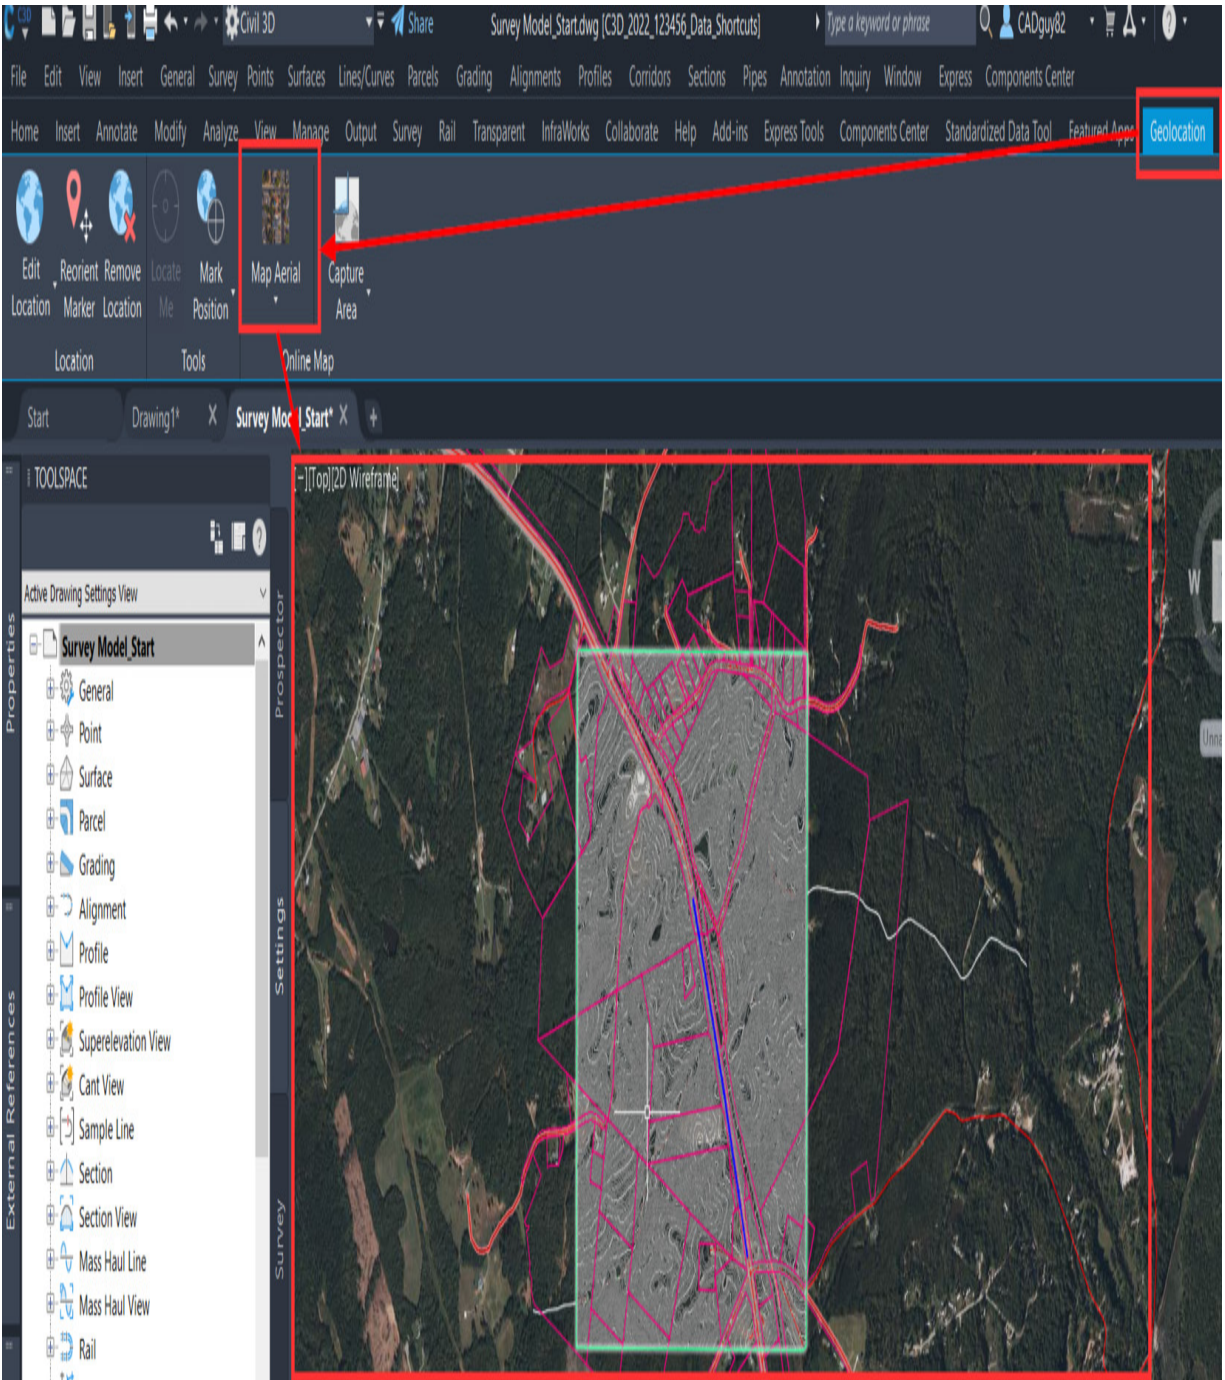 C3D Civil 3D Share Survey Model_Start.dwg [C3D_2022_123456_Data_Shortcuts] Type a keyword or phrase CADguy82
File Edit View Insert General Survey Points Surfaces Lines/Curves Parcels Grading Alignments Profiles Corridors Sections Pipes Annotation Inquiry Window Express Components Center
Home Insert Annotate Modify Analyze View Manage Output Survey Rail Transparent InfraWorks Collaborate Help Add-ins Express Tools Components Center Standardized Data Tool Featured Apps Geolocation
Edit Reorient Remove Locate Mark Map Aerial Capture
Location Marker Location Me Position Area
Location Tools Online Map
Start Drawing1* Survey Model_Start*
TOOLSPACE
[−][Top][2D Wireframe]
Active Drawing Settings View
Survey Model_Start
General
Point
Surface
Parcel
Grading
Alignment
Profile
Profile View
Superelevation View
Cant View
Sample Line
Section
Section View
Mass Haul Line
Mass Haul View
Rail
Properties
External References
Prospector
Settings
Survey
W